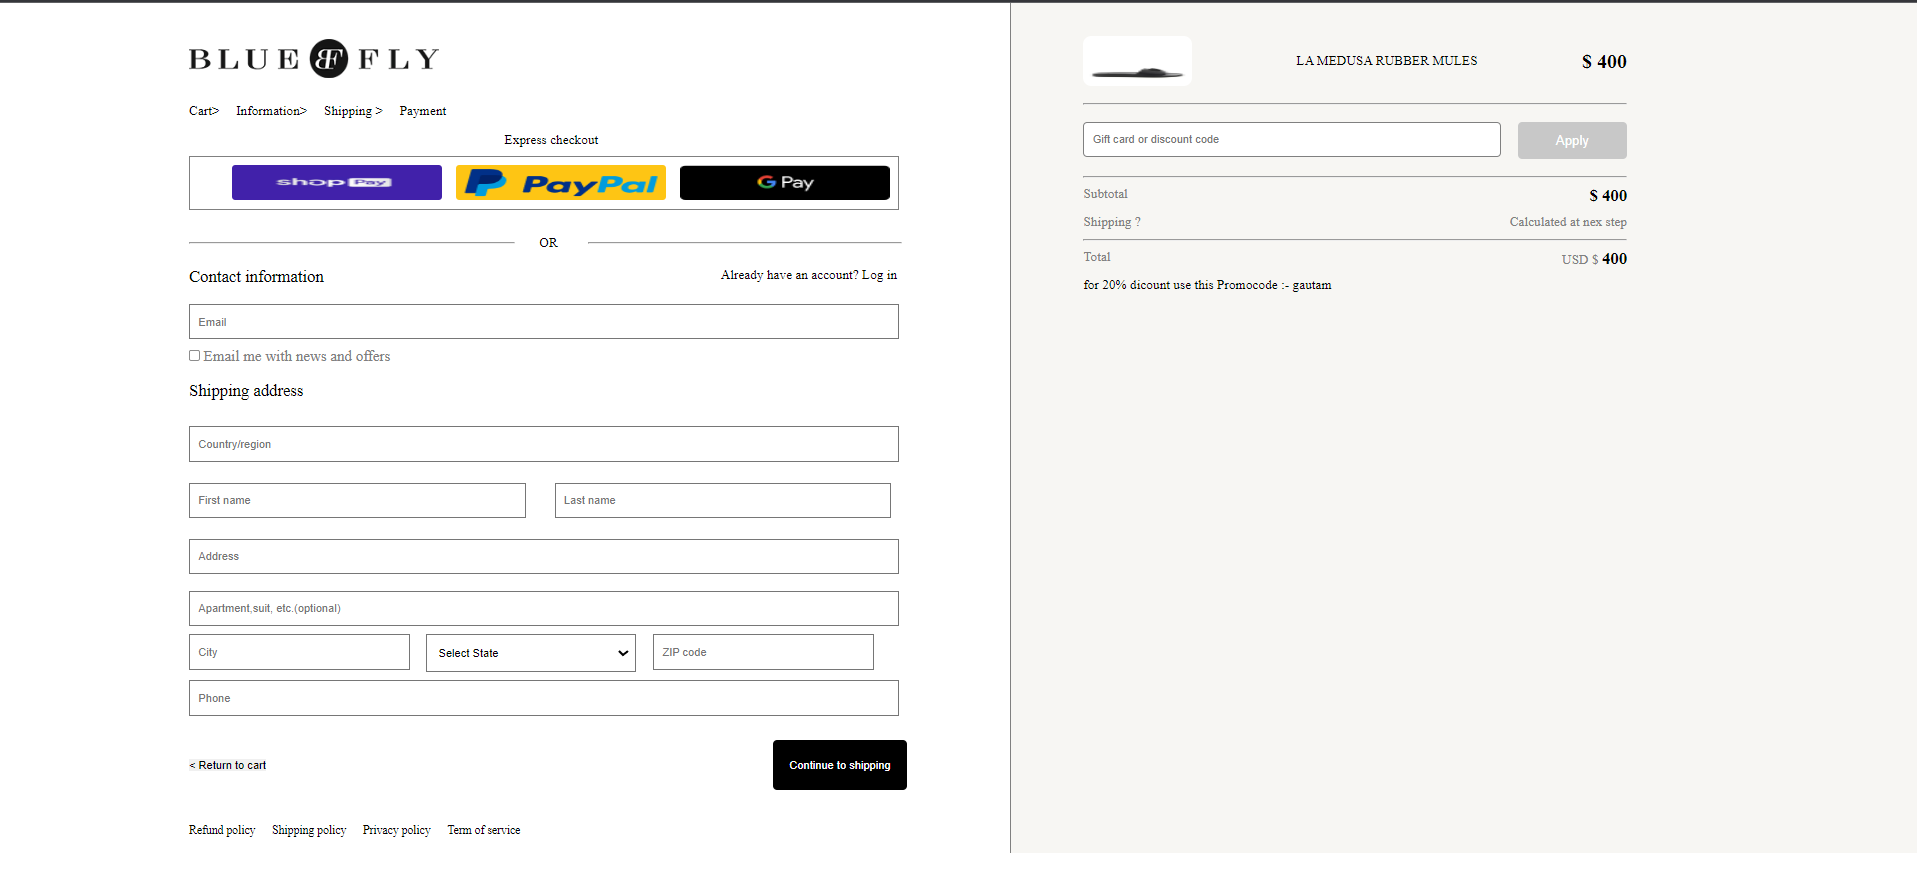 BLUE BF FLY
Cart> Information> Shipping > Payment
Express checkout
shop Pay PayPal G Pay
OR
Contact information Already have an account? Log in
Email
Email me with news and offers
Shipping address
Country/region
First name Last name
Address
Apartment,suit, etc.(optional)
City Select State ZIP code
Phone
< Return to cart Continue to shipping
Refund policy Shipping policy Privacy policy Term of service
LA MEDUSA RUBBER MULES $ 400
Gift card or discount code Apply
Subtotal $ 400
Shipping ? Calculated at nex step
Total USD $ 400
for 20% dicount use this Promocode :- gautam